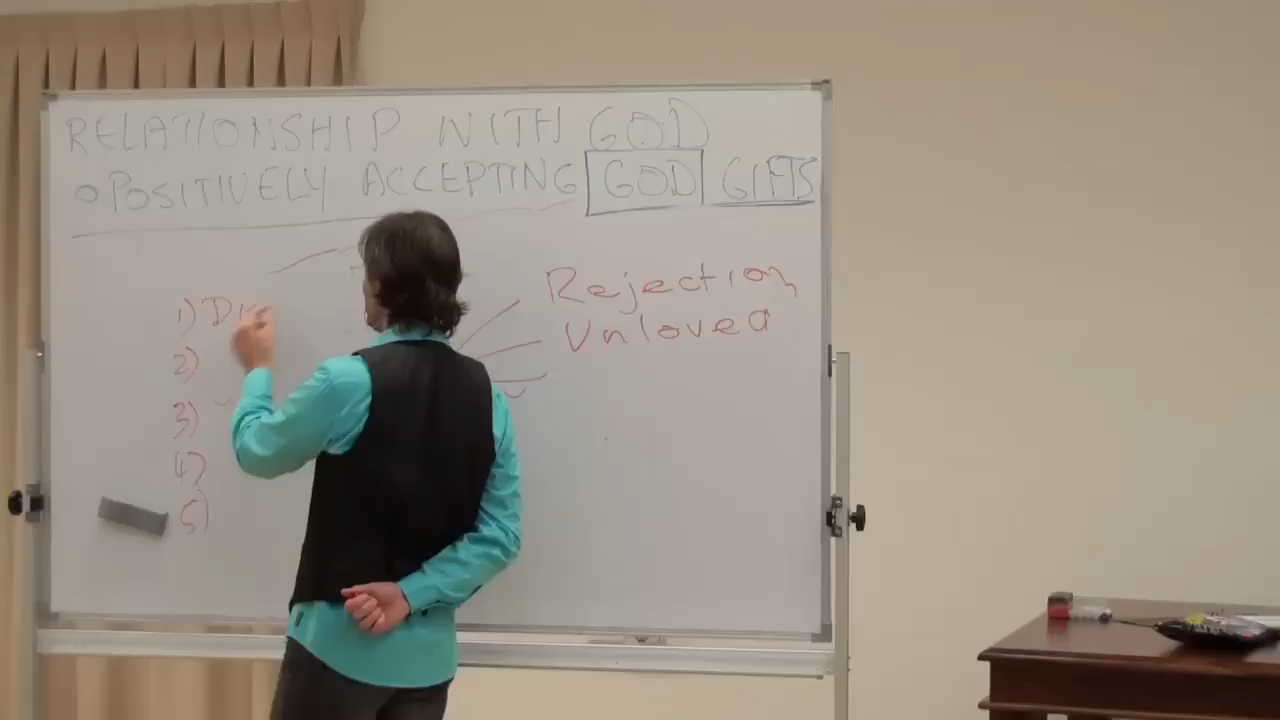 RELATIONSHIP WITH GOD
o POSITIVELY ACCEPTING GOD GIFTS
Rejection
Unloved
1)
2)
3)
4)
5)